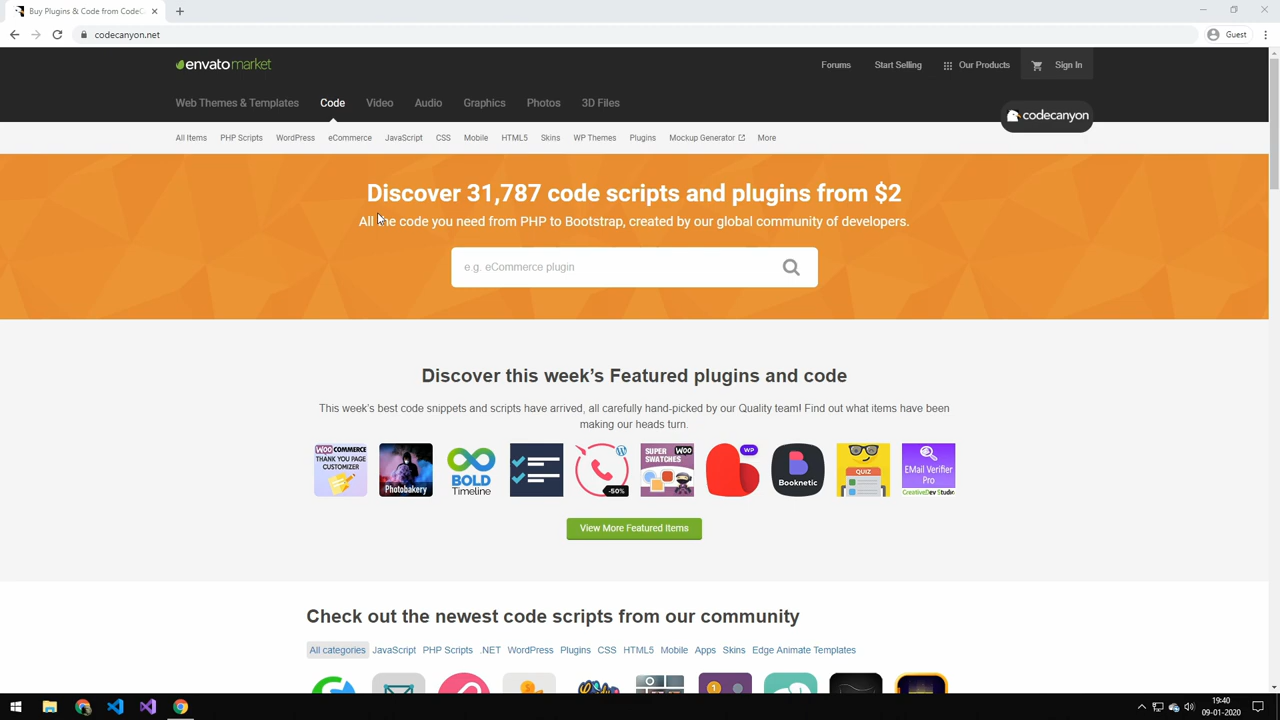 Buy Plugins & Code from CodeC
codecanyon.net
Guest
envatomarket
Forums
Start Selling
Our Products
Sign In
Web Themes & Templates
Code
Video
Audio
Graphics
Photos
3D Files
codecanyon
All Items
PHP Scripts
WordPress
eCommerce
JavaScript
CSS
Mobile
HTML5
Skins
WP Themes
Plugins
Mockup Generator
More
Discover 31,787 code scripts and plugins from $2
All the code you need from PHP to Bootstrap, created by our global community of developers.
e.g. eCommerce plugin
Discover this week's Featured plugins and code
This week's best code snippets and scripts have arrived, all carefully hand-picked by our Quality team! Find out what items have been
making our heads turn.
WOO COMMERCE
THANK YOU PAGE
CUSTOMIZER
Photobakery
BOLD
Timeline
-50%
SUPER WOO
SWATCHES
WP
Booknetic
QUIZ
EMail Verifier
Pro
CreativeDev Studio
View More Featured Items
Check out the newest code scripts from our community
All categories
JavaScript
PHP Scripts
.NET
WordPress
Plugins
CSS
HTML5
Mobile
Apps
Skins
Edge Animate Templates
19:40
09-01-2020